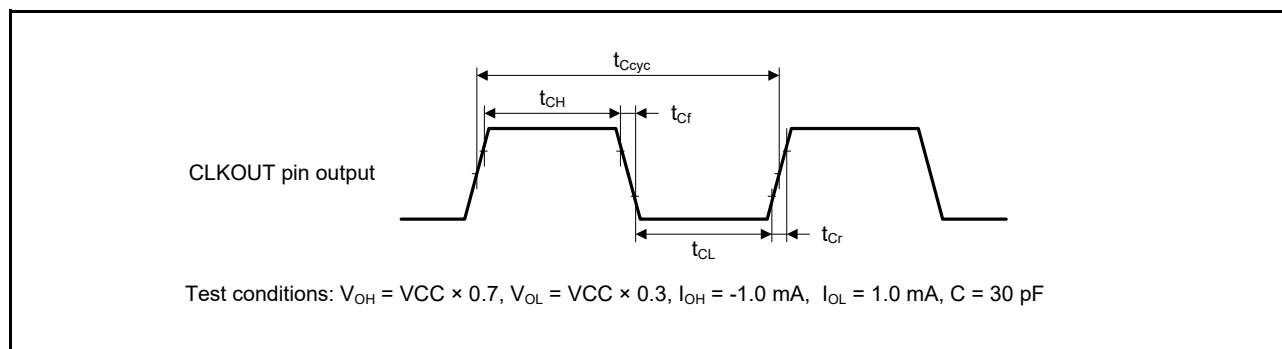 tCcyc
tCH
tCf
CLKOUT pin output
tCL
tCr
Test conditions: VOH = VCC × 0.7, VOL = VCC × 0.3, IOH = -1.0 mA, IOL = 1.0 mA, C = 30 pF